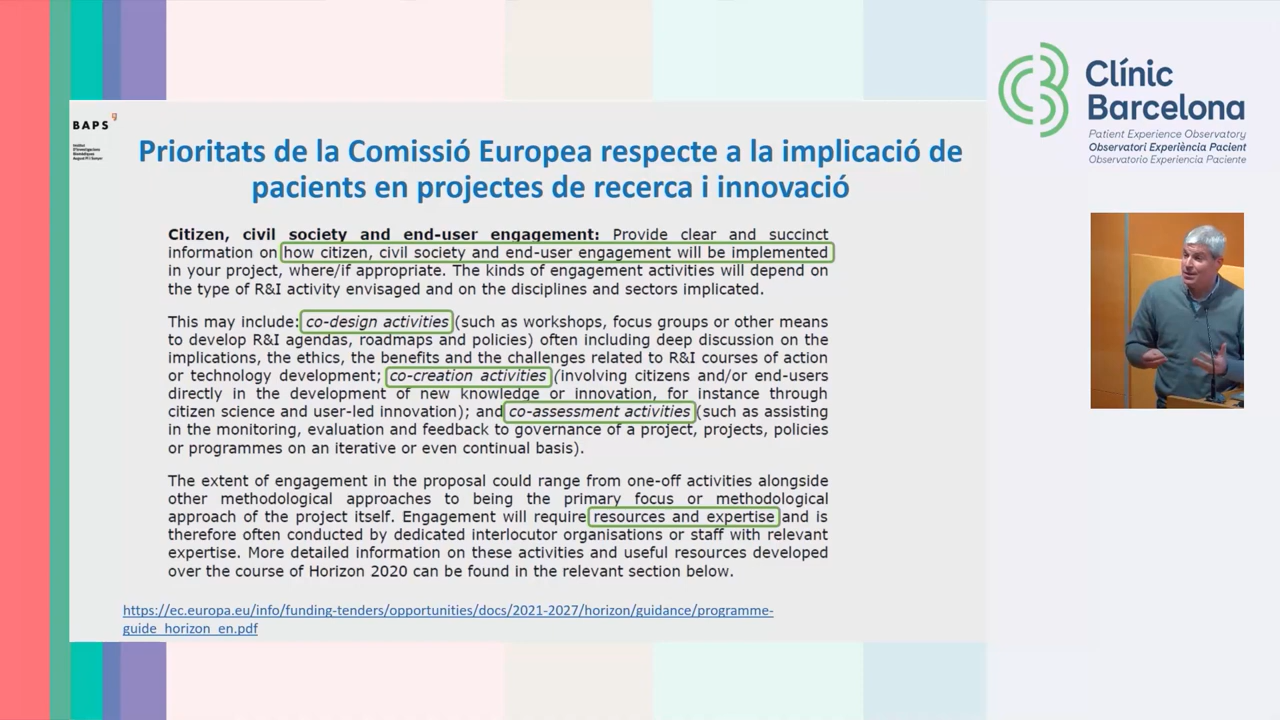 Clínic
Barcelona
Patient Experience Observatory
Observatori Experiència Pacient
Observatorio Experiencia Paciente
BAPS
Prioritats de la Comissió Europea respecte a la implicació de
pacients en projectes de recerca i innovació
Citizen, civil society and end-user engagement: Provide clear and succinct
information on how citizen, civil society and end-user engagement will be implemented
in your project, where/if appropriate. The kinds of engagement activities will depend on
the type of R&I activity envisaged and on the disciplines and sectors implicated.
This may include: co-design activities (such as workshops, focus groups or other means
to develop R&I agendas, roadmaps and policies) often including deep discussion on the
implications, the ethics, the benefits and the challenges related to R&I courses of action
or technology development; co-creation activities (involving citizens and/or end-users
directly in the development of new knowledge or innovation, for instance through
citizen science and user-led innovation); and co-assessment activities (such as assisting
in the monitoring, evaluation and feedback to governance of a project, projects, policies
or programmes on an iterative or even continual basis).
The extent of engagement in the proposal could range from one-off activities alongside
other methodological approaches to being the primary focus or methodological
approach of the project itself. Engagement will require resources and expertise and is
therefore often conducted by dedicated interlocutor organisations or staff with relevant
expertise. More detailed information on these activities and useful resources developed
over the course of Horizon 2020 can be found in the relevant section below.
https://ec.europa.eu/info/funding-tenders/opportunities/docs/2021-2027/horizon/guidance/programme-
guide_horizon_en.pdf